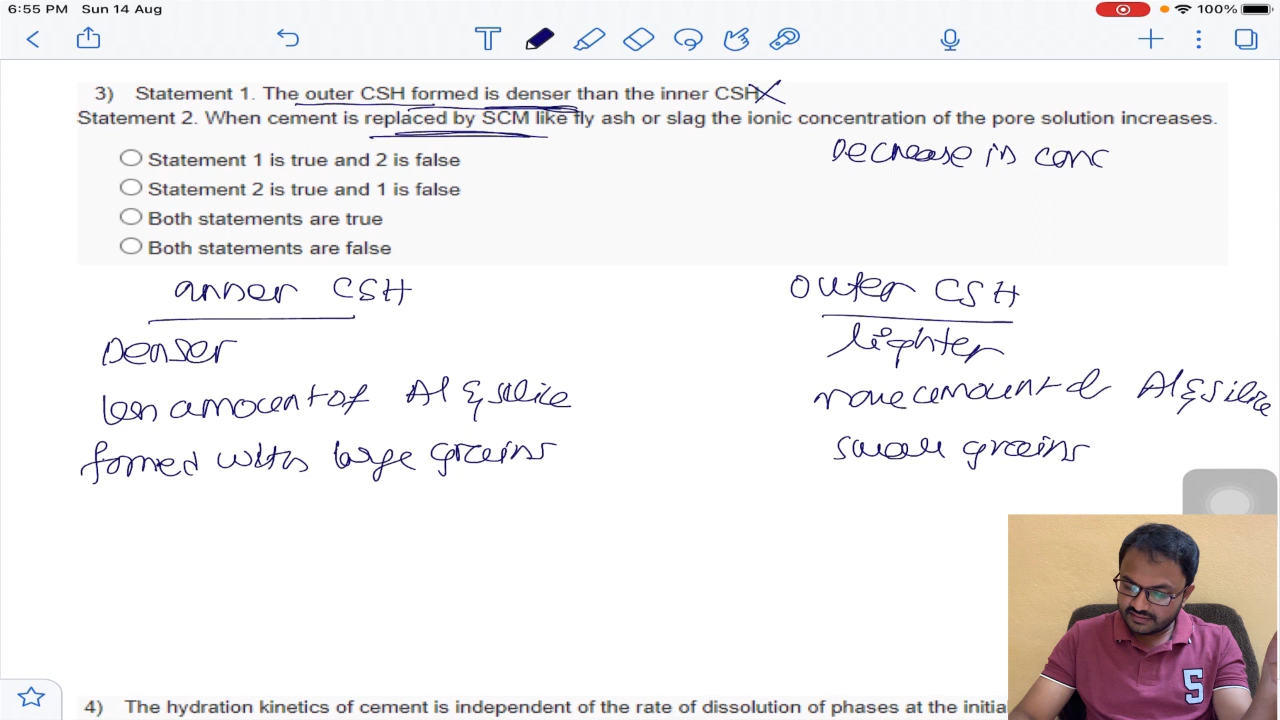 6:55 PM Sun 14 Aug
100%
T
3) Statement 1. The outer CSH formed is denser than the inner CSH.
Statement 2. When cement is replaced by SCM like fly ash or slag the ionic concentration of the pore solution increases.
Decrease in conc
Statement 1 is true and 2 is false
Statement 2 is true and 1 is false
Both statements are true
Both statements are false
CSH
outer CSH
Denser
lighter
amount of Al & silica
more amount of Al & silica
formed with large grains
small grains
5
4) The hydration kinetics of cement is independent of the rate of dissolution of phases at the initia